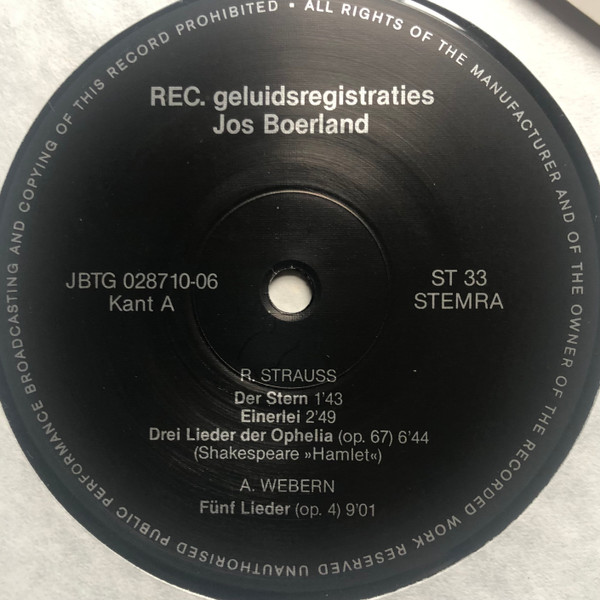 ALL RIGHTS OF THE MANUFACTURER AND OF THE OWNER OF THE RECORDED WORK RESERVED UNAUTHORISED PUBLIC PERFORMANCE BROADCASTING AND COPYING OF THIS RECORD PROHIBITED •
REC. geluidsregistraties
Jos Boerland
JBTG 028710-06
Kant A
ST 33
STEMRA
R. STRAUSS
Der Stern 1'43
Einerlei 2'49
Drei Lieder der Ophelia (op. 67) 6'44
(Shakespeare »Hamlet«)
A. WEBERN
Fünf Lieder (op. 4) 9'01